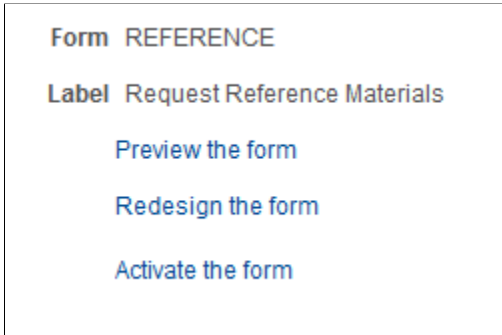 Form REFERENCE
Label Request Reference Materials
Preview the form
Redesign the form
Activate the form